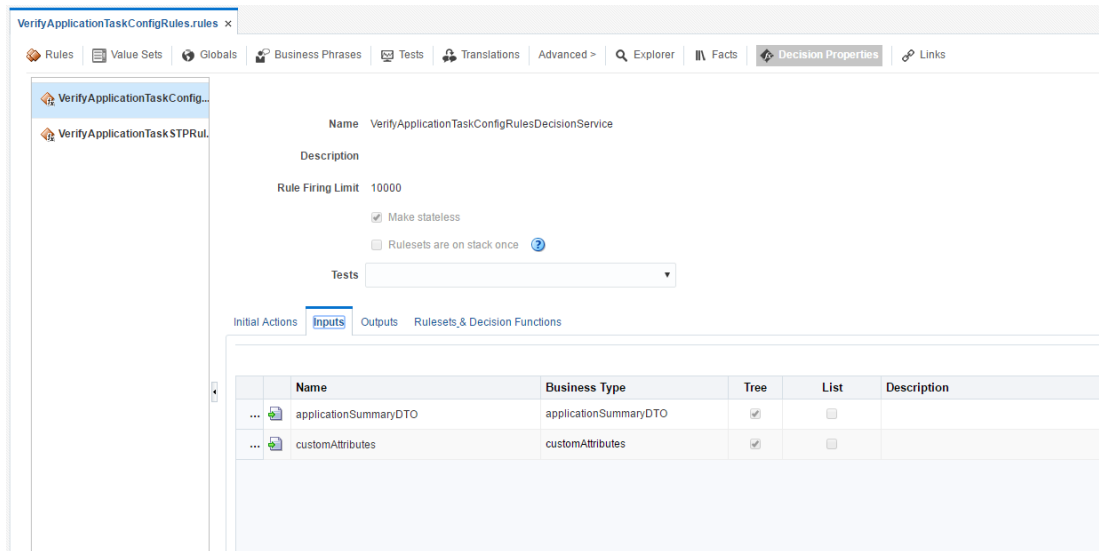 VerifyApplicationTaskConfigRules.rules ×
Rules Value Sets Globals Business Phrases Tests Translations Advanced > Explorer Facts Decision Properties Links
VerifyApplicationTaskConfig...
VerifyApplicationTaskSTPRul.
Name VerifyApplicationTaskConfigRulesDecisionService
Description
Rule Firing Limit 10000
Make stateless
Rulesets are on stack once ?
Tests
Initial Actions Inputs Outputs Rulesets & Decision Functions
Name Business Type Tree List Description
... applicationSummaryDTO applicationSummaryDTO
... customAttributes customAttributes